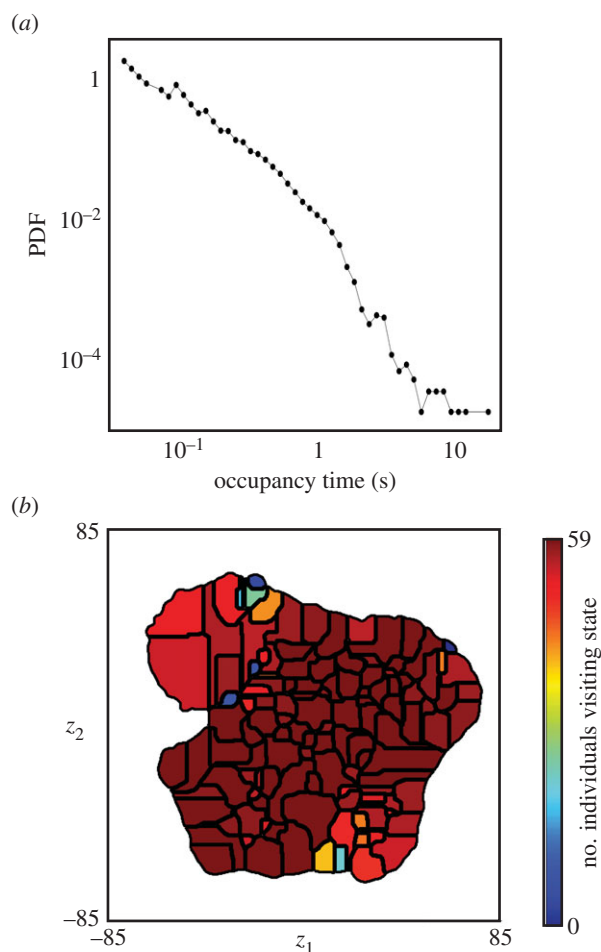 (a)
1
10⁻²
10⁻⁴
PDF
10⁻¹ 1 10
occupancy time (s)
(b)
85
z₂
−85
−85 z₁ 85
59
0
no. individuals visiting state